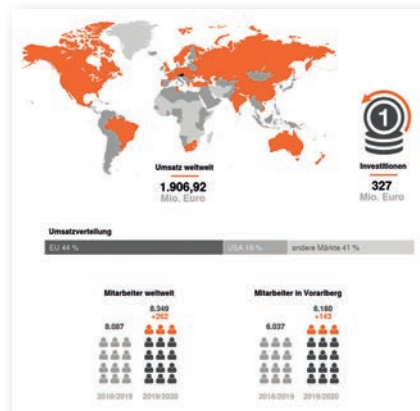 1
Umsatz weltweit
1.906,92
Mio. Euro
Investitionen
327
Mio. Euro
Umsatzverteilung
EU 44 %
USA 15 %
andere Märkte 41 %
Mitarbeiter weltweit
8.087
8.349
+262
2018/2019
2019/2020
Mitarbeiter in Vorarlberg
6.037
6.180
+143
2018/2019
2019/2020